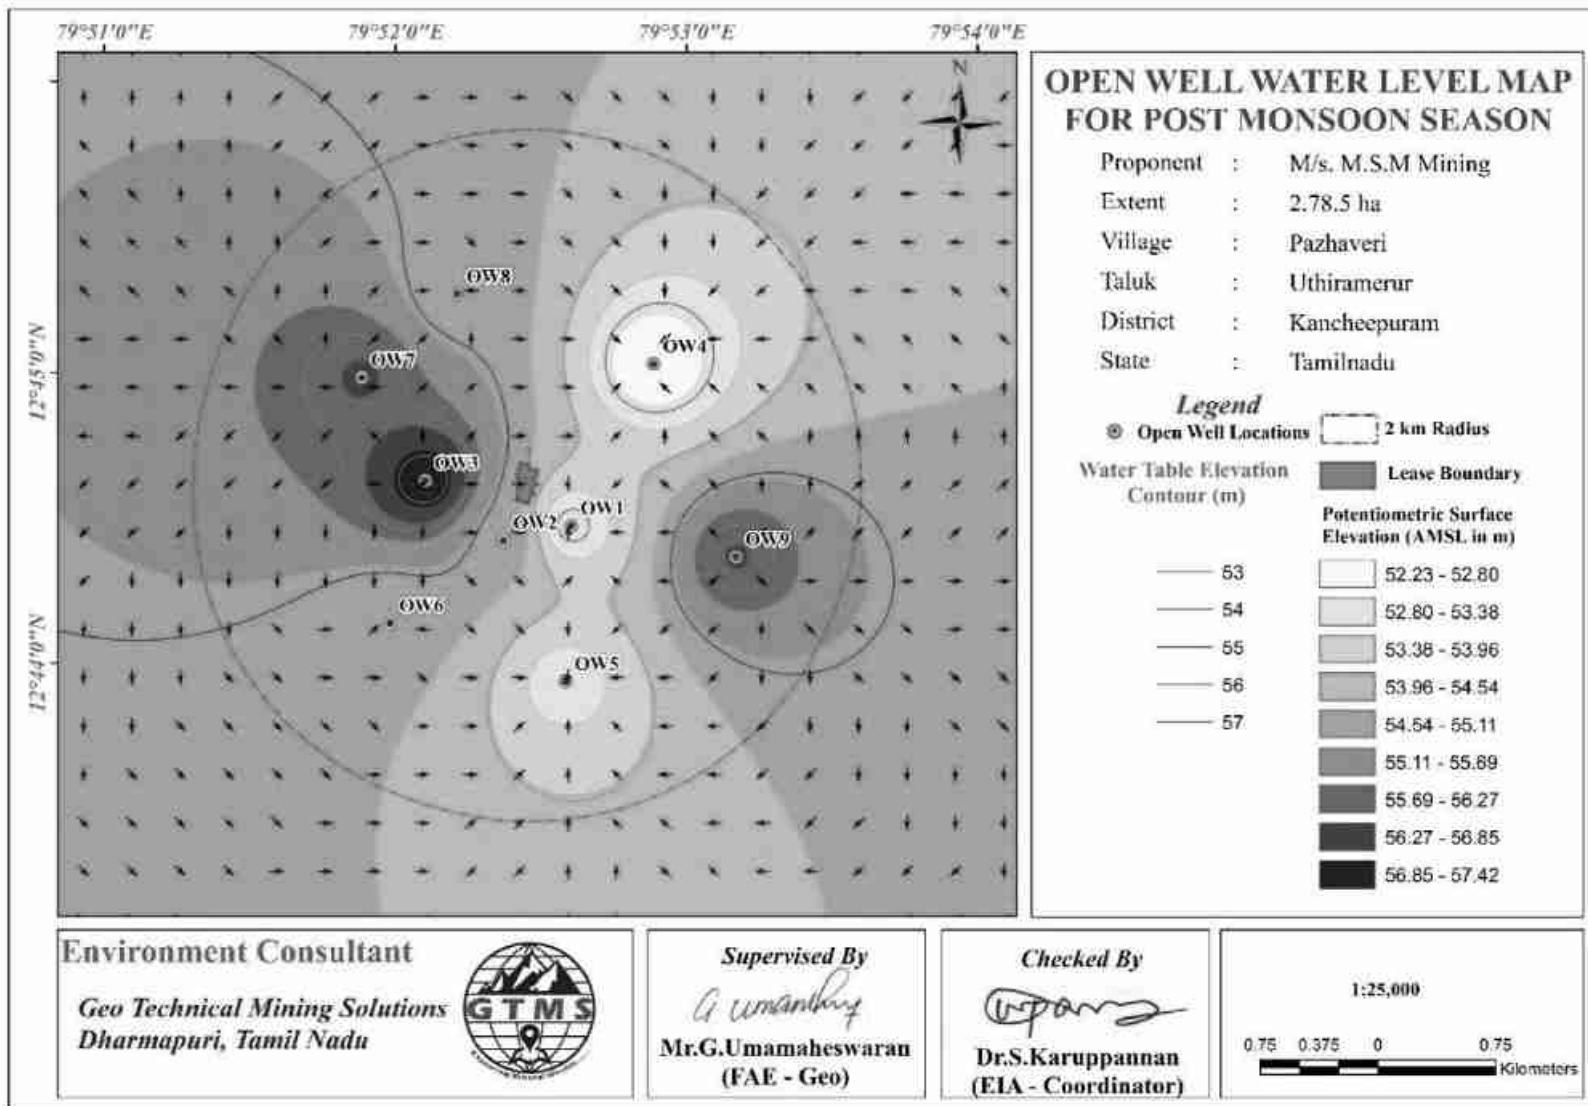 79°51'0"E 79°52'0"E 79°53'0"E 79°54'0"E
N
12°45'0"N
12°44'0"N
OW8
OW7
OW4
OW3
OW2
OW1
OW9
OW6
OW5
OPEN WELL WATER LEVEL MAP
FOR POST MONSOON SEASON
Proponent : M/s. M.S.M Mining
Extent : 2.78.5 ha
Village : Pazhaveri
Taluk : Uthiramerur
District : Kancheepuram
State : Tamilnadu
Legend
Open Well Locations
2 km Radius
Water Table Elevation
Contour (m)
53
54
55
56
57
Lease Boundary
Potentiometric Surface
Elevation (AMSL in m)
52.23 - 52.80
52.80 - 53.38
53.38 - 53.96
53.96 - 54.54
54.54 - 55.11
55.11 - 55.69
55.69 - 56.27
56.27 - 56.85
56.85 - 57.42
Environment Consultant
Geo Technical Mining Solutions
Dharmapuri, Tamil Nadu
GTMS
Supervised By
Mr.G.Umamaheswaran
(FAE - Geo)
Checked By
Dr.S.Karuppannan
(EIA - Coordinator)
1:25,000
0.75 0.375 0 0.75
Kilometers